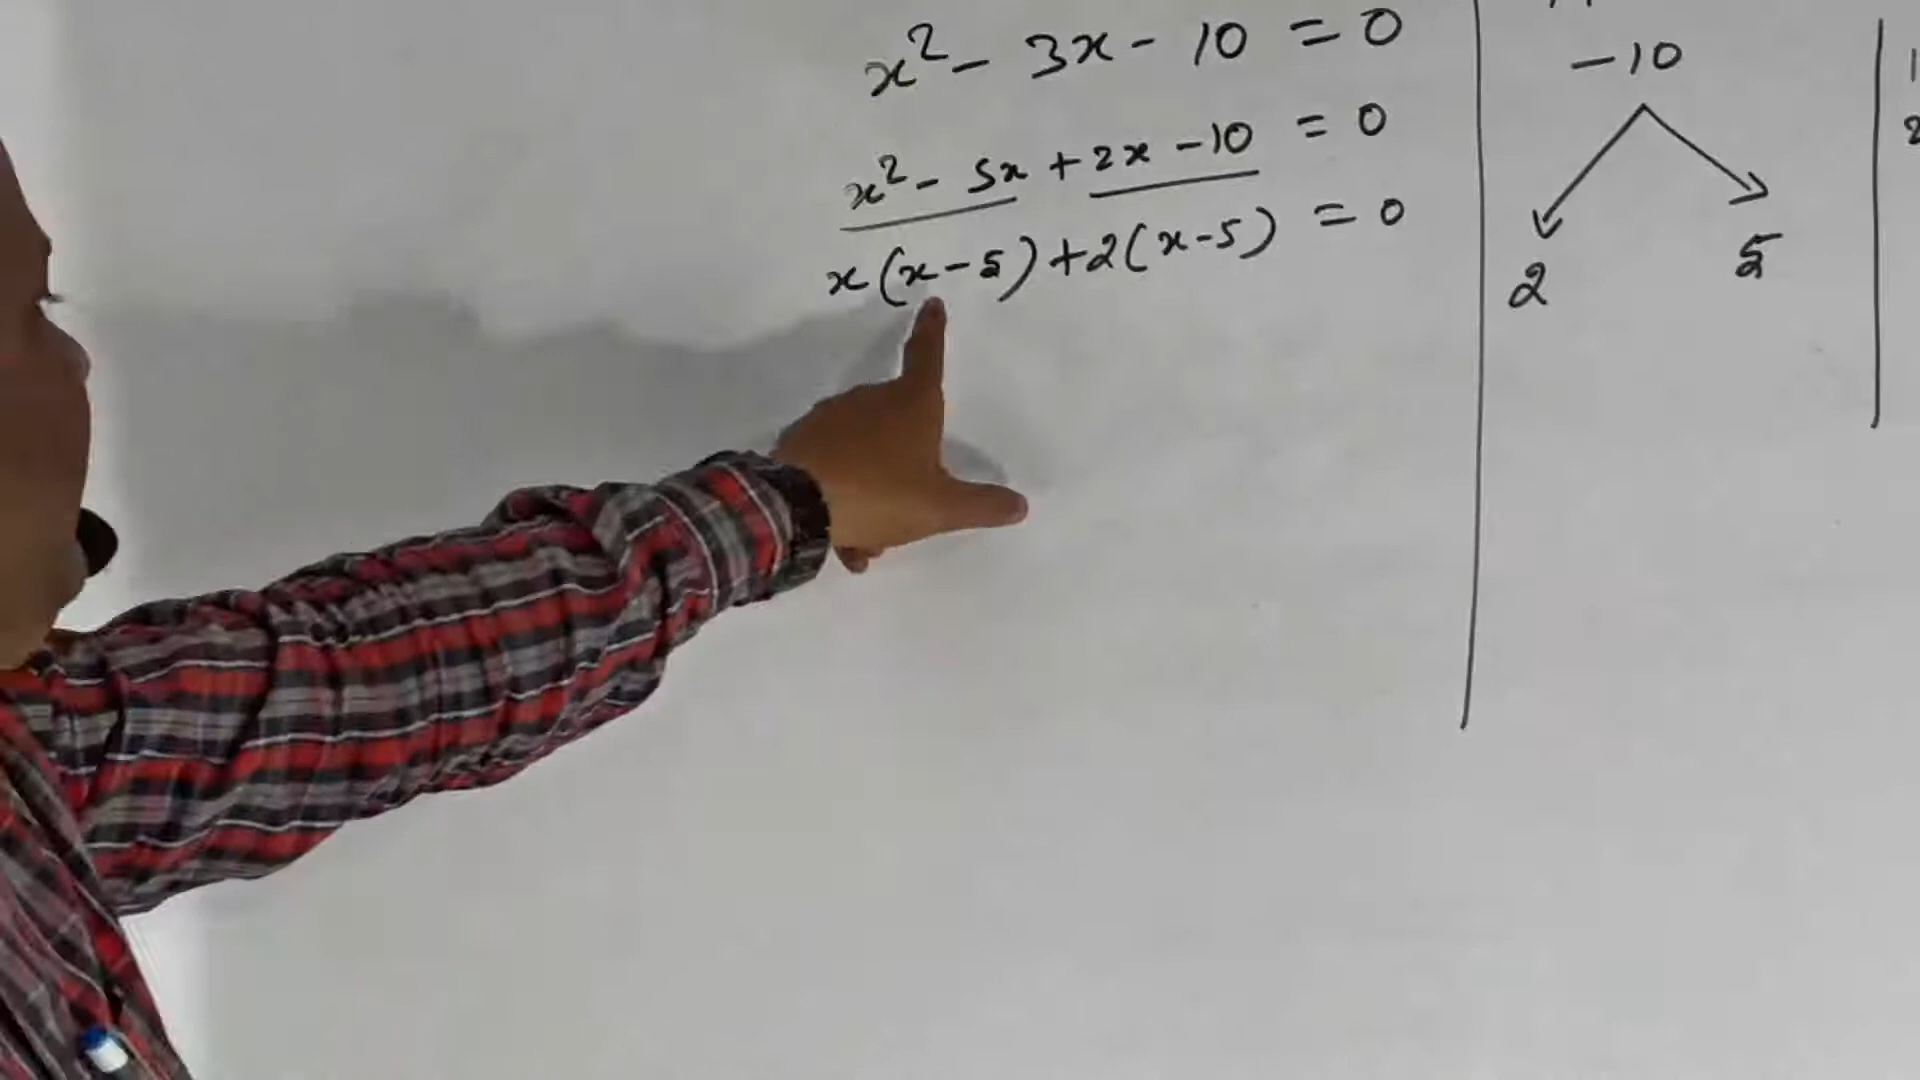 x² - 3x - 10 = 0
x² - 5x + 2x - 10 = 0
x(x-5) + 2(x-5) = 0
-10
2 5